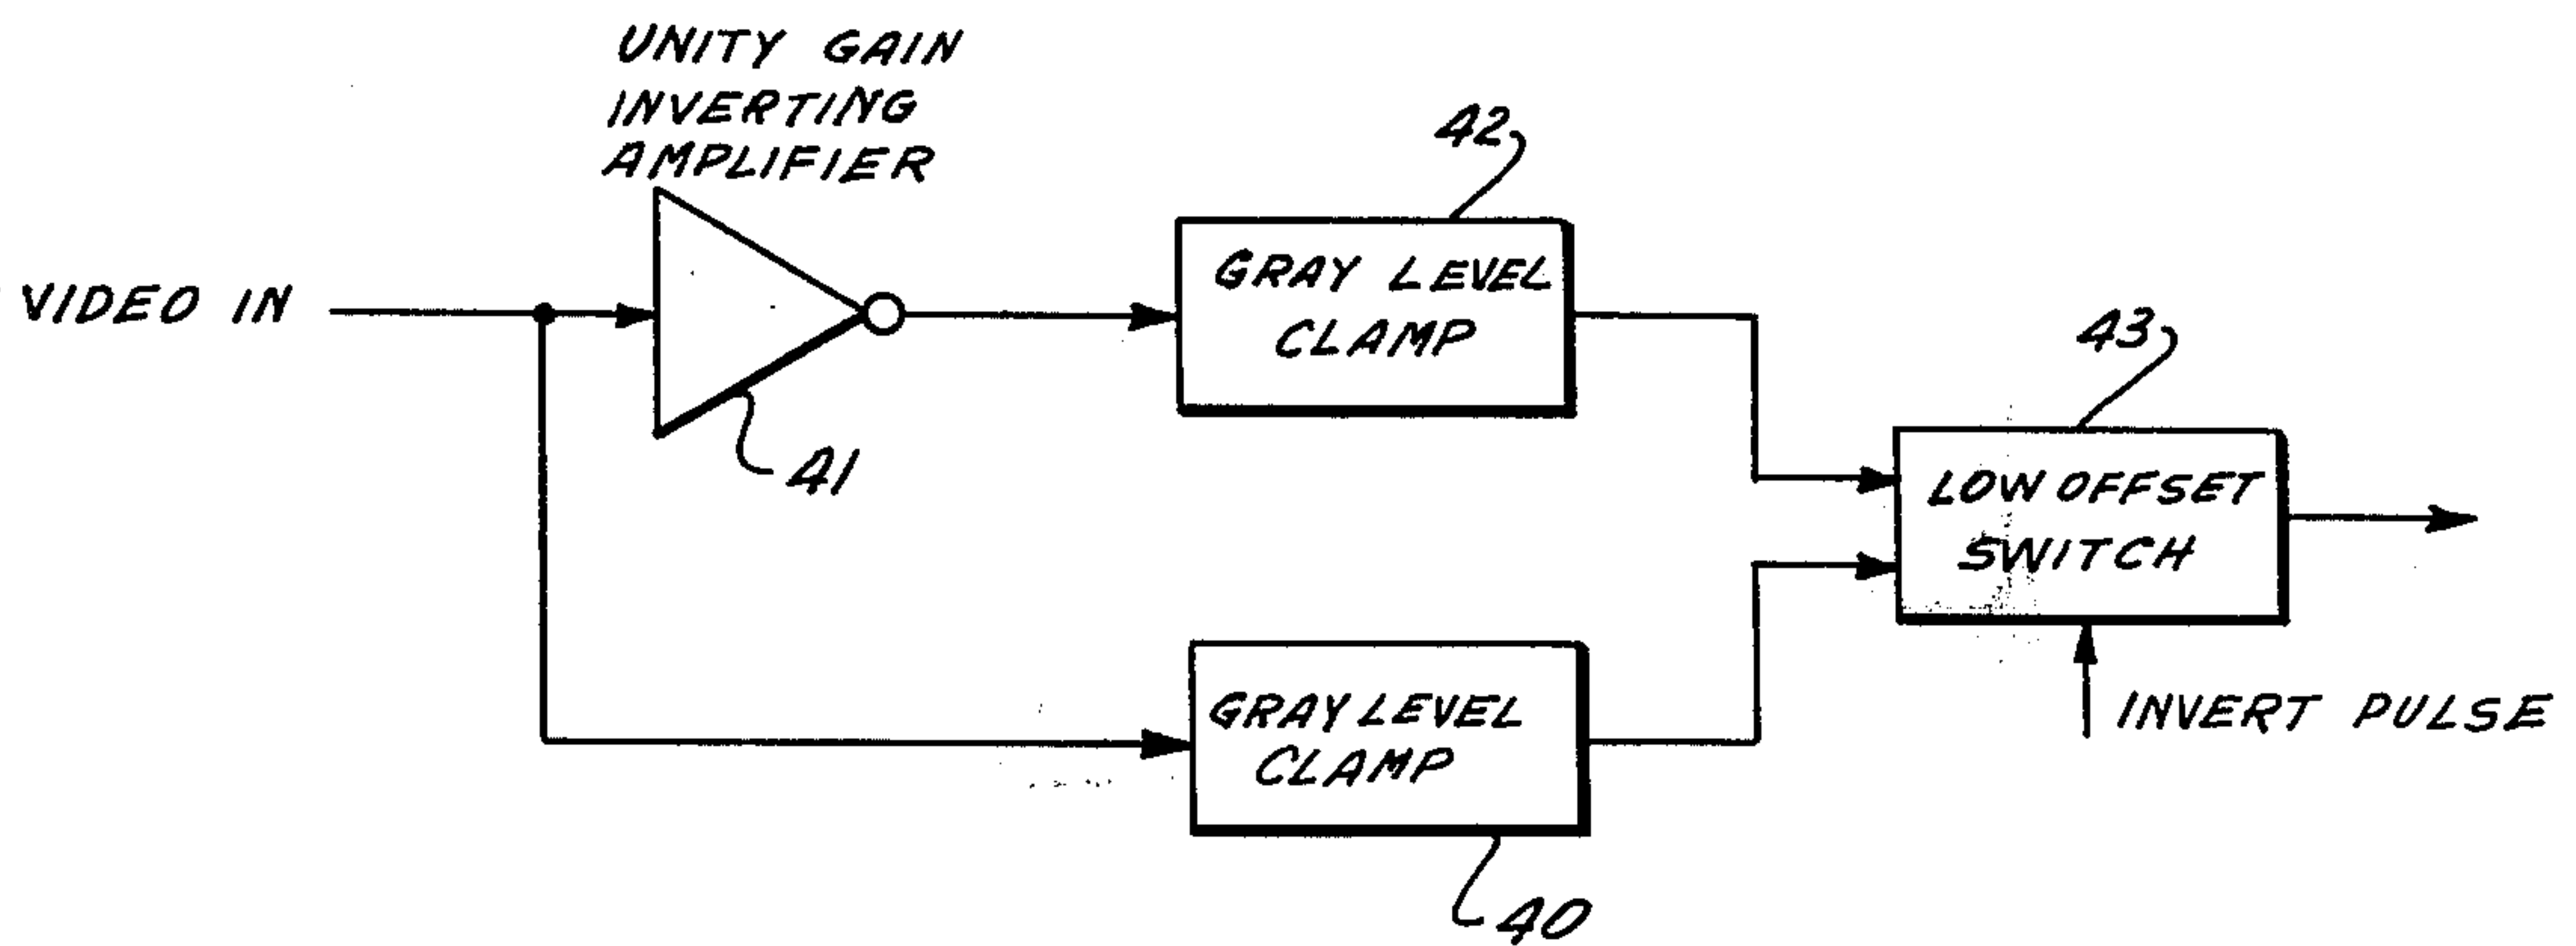 UNITY GAIN
INVERTING
AMPLIFIER
VIDEO IN
41
42
GRAY LEVEL
CLAMP
43
LOW OFFSET
SWITCH
INVERT PULSE
GRAY LEVEL
CLAMP
40